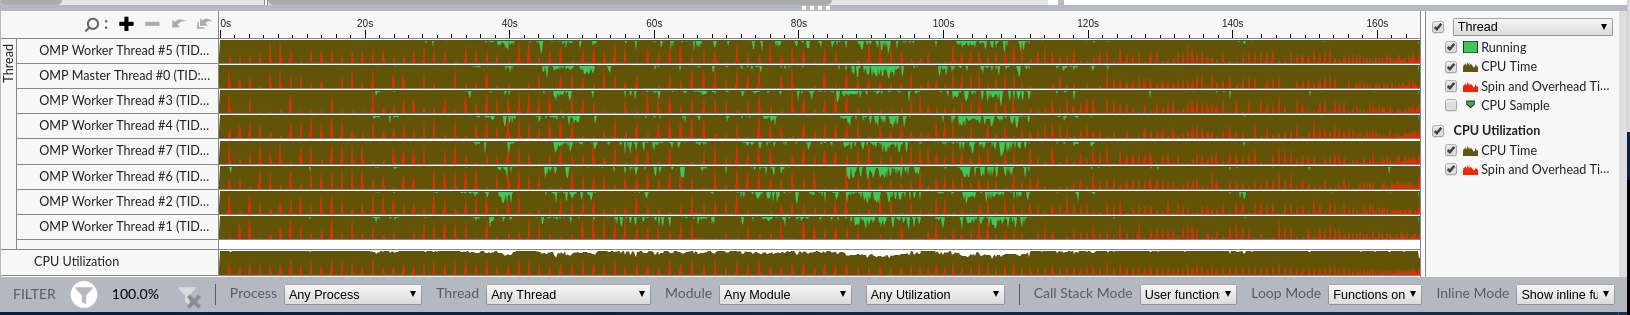 0s 20s 40s 60s 80s 100s 120s 140s 160s
Thread
OMP Worker Thread #5 (TID...
OMP Master Thread #0 (TID:...
OMP Worker Thread #3 (TID...
OMP Worker Thread #4 (TID...
OMP Worker Thread #7 (TID...
OMP Worker Thread #6 (TID...
OMP Worker Thread #2 (TID...
OMP Worker Thread #1 (TID...
CPU Utilization
Thread
Running
CPU Time
Spin and Overhead Ti...
CPU Sample
CPU Utilization
CPU Time
Spin and Overhead Ti...
FILTER 100.0% Process Any Process Thread Any Thread Module Any Module Any Utilization Call Stack Mode User function Loop Mode Functions on Inline Mode Show inline fu